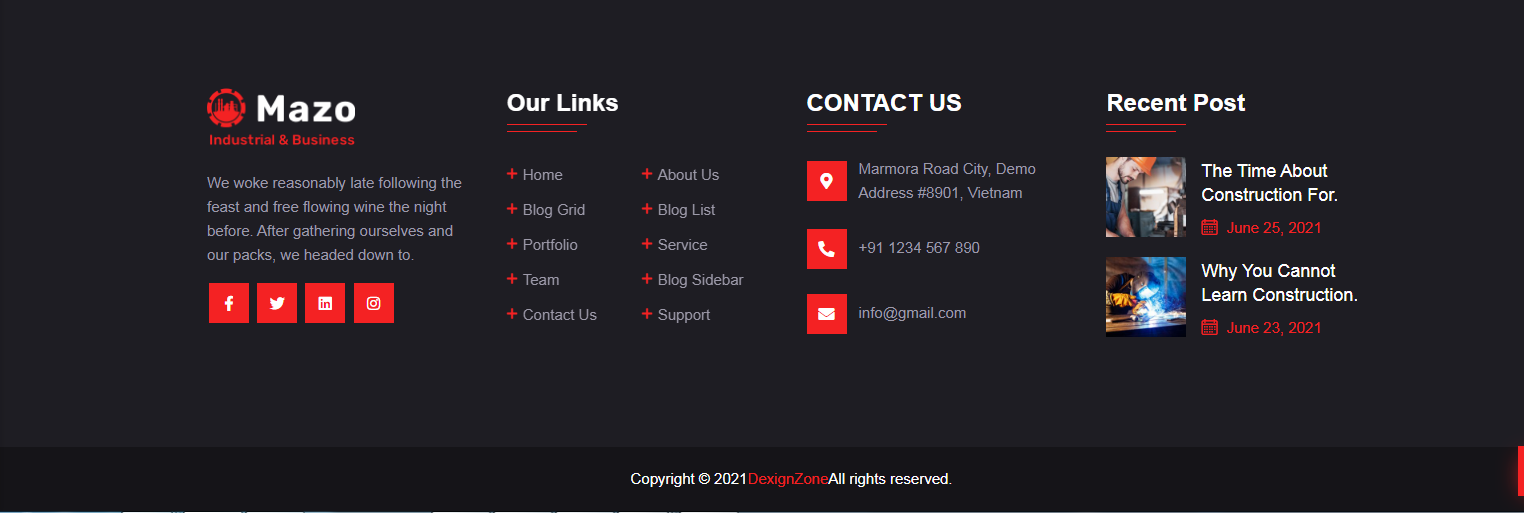 Mazo
Industrial & Business
We woke reasonably late following the
feast and free flowing wine the night
before. After gathering ourselves and
our packs, we headed down to.
Our Links
Home
About Us
Blog Grid
Blog List
Portfolio
Service
Team
Blog Sidebar
Contact Us
Support
CONTACT US
Marmora Road City, Demo
Address #8901, Vietnam
+91 1234 567 890
info@gmail.com
Recent Post
The Time About
Construction For.
June 25, 2021
Why You Cannot
Learn Construction.
June 23, 2021
Copyright © 2021DexignZoneAll rights reserved.